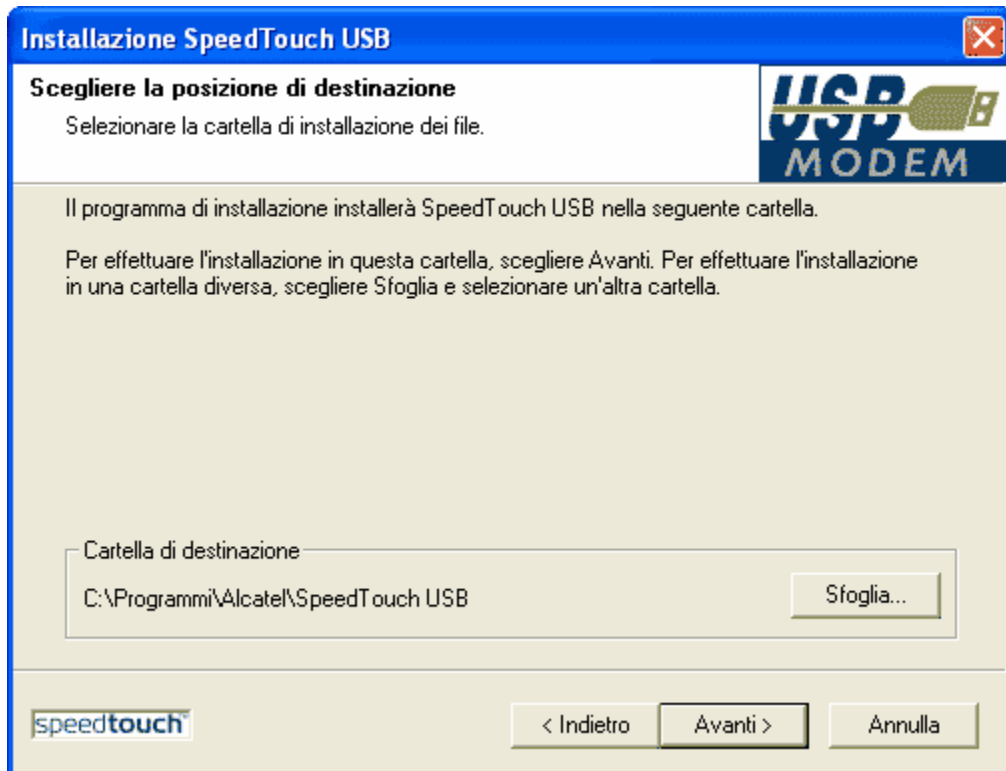 Installazione SpeedTouch USB
Scegliere la posizione di destinazione
Selezionare la cartella di installazione dei file.
USB
MODEM
Il programma di installazione installerà SpeedTouch USB nella seguente cartella.
Per effettuare l'installazione in questa cartella, scegliere Avanti. Per effettuare l'installazione
in una cartella diversa, scegliere Sfoglia e selezionare un'altra cartella.
Cartella di destinazione
C:\Programmi\Alcatel\SpeedTouch USB
Sfoglia...
speedtouch™
< Indietro
Avanti >
Annulla